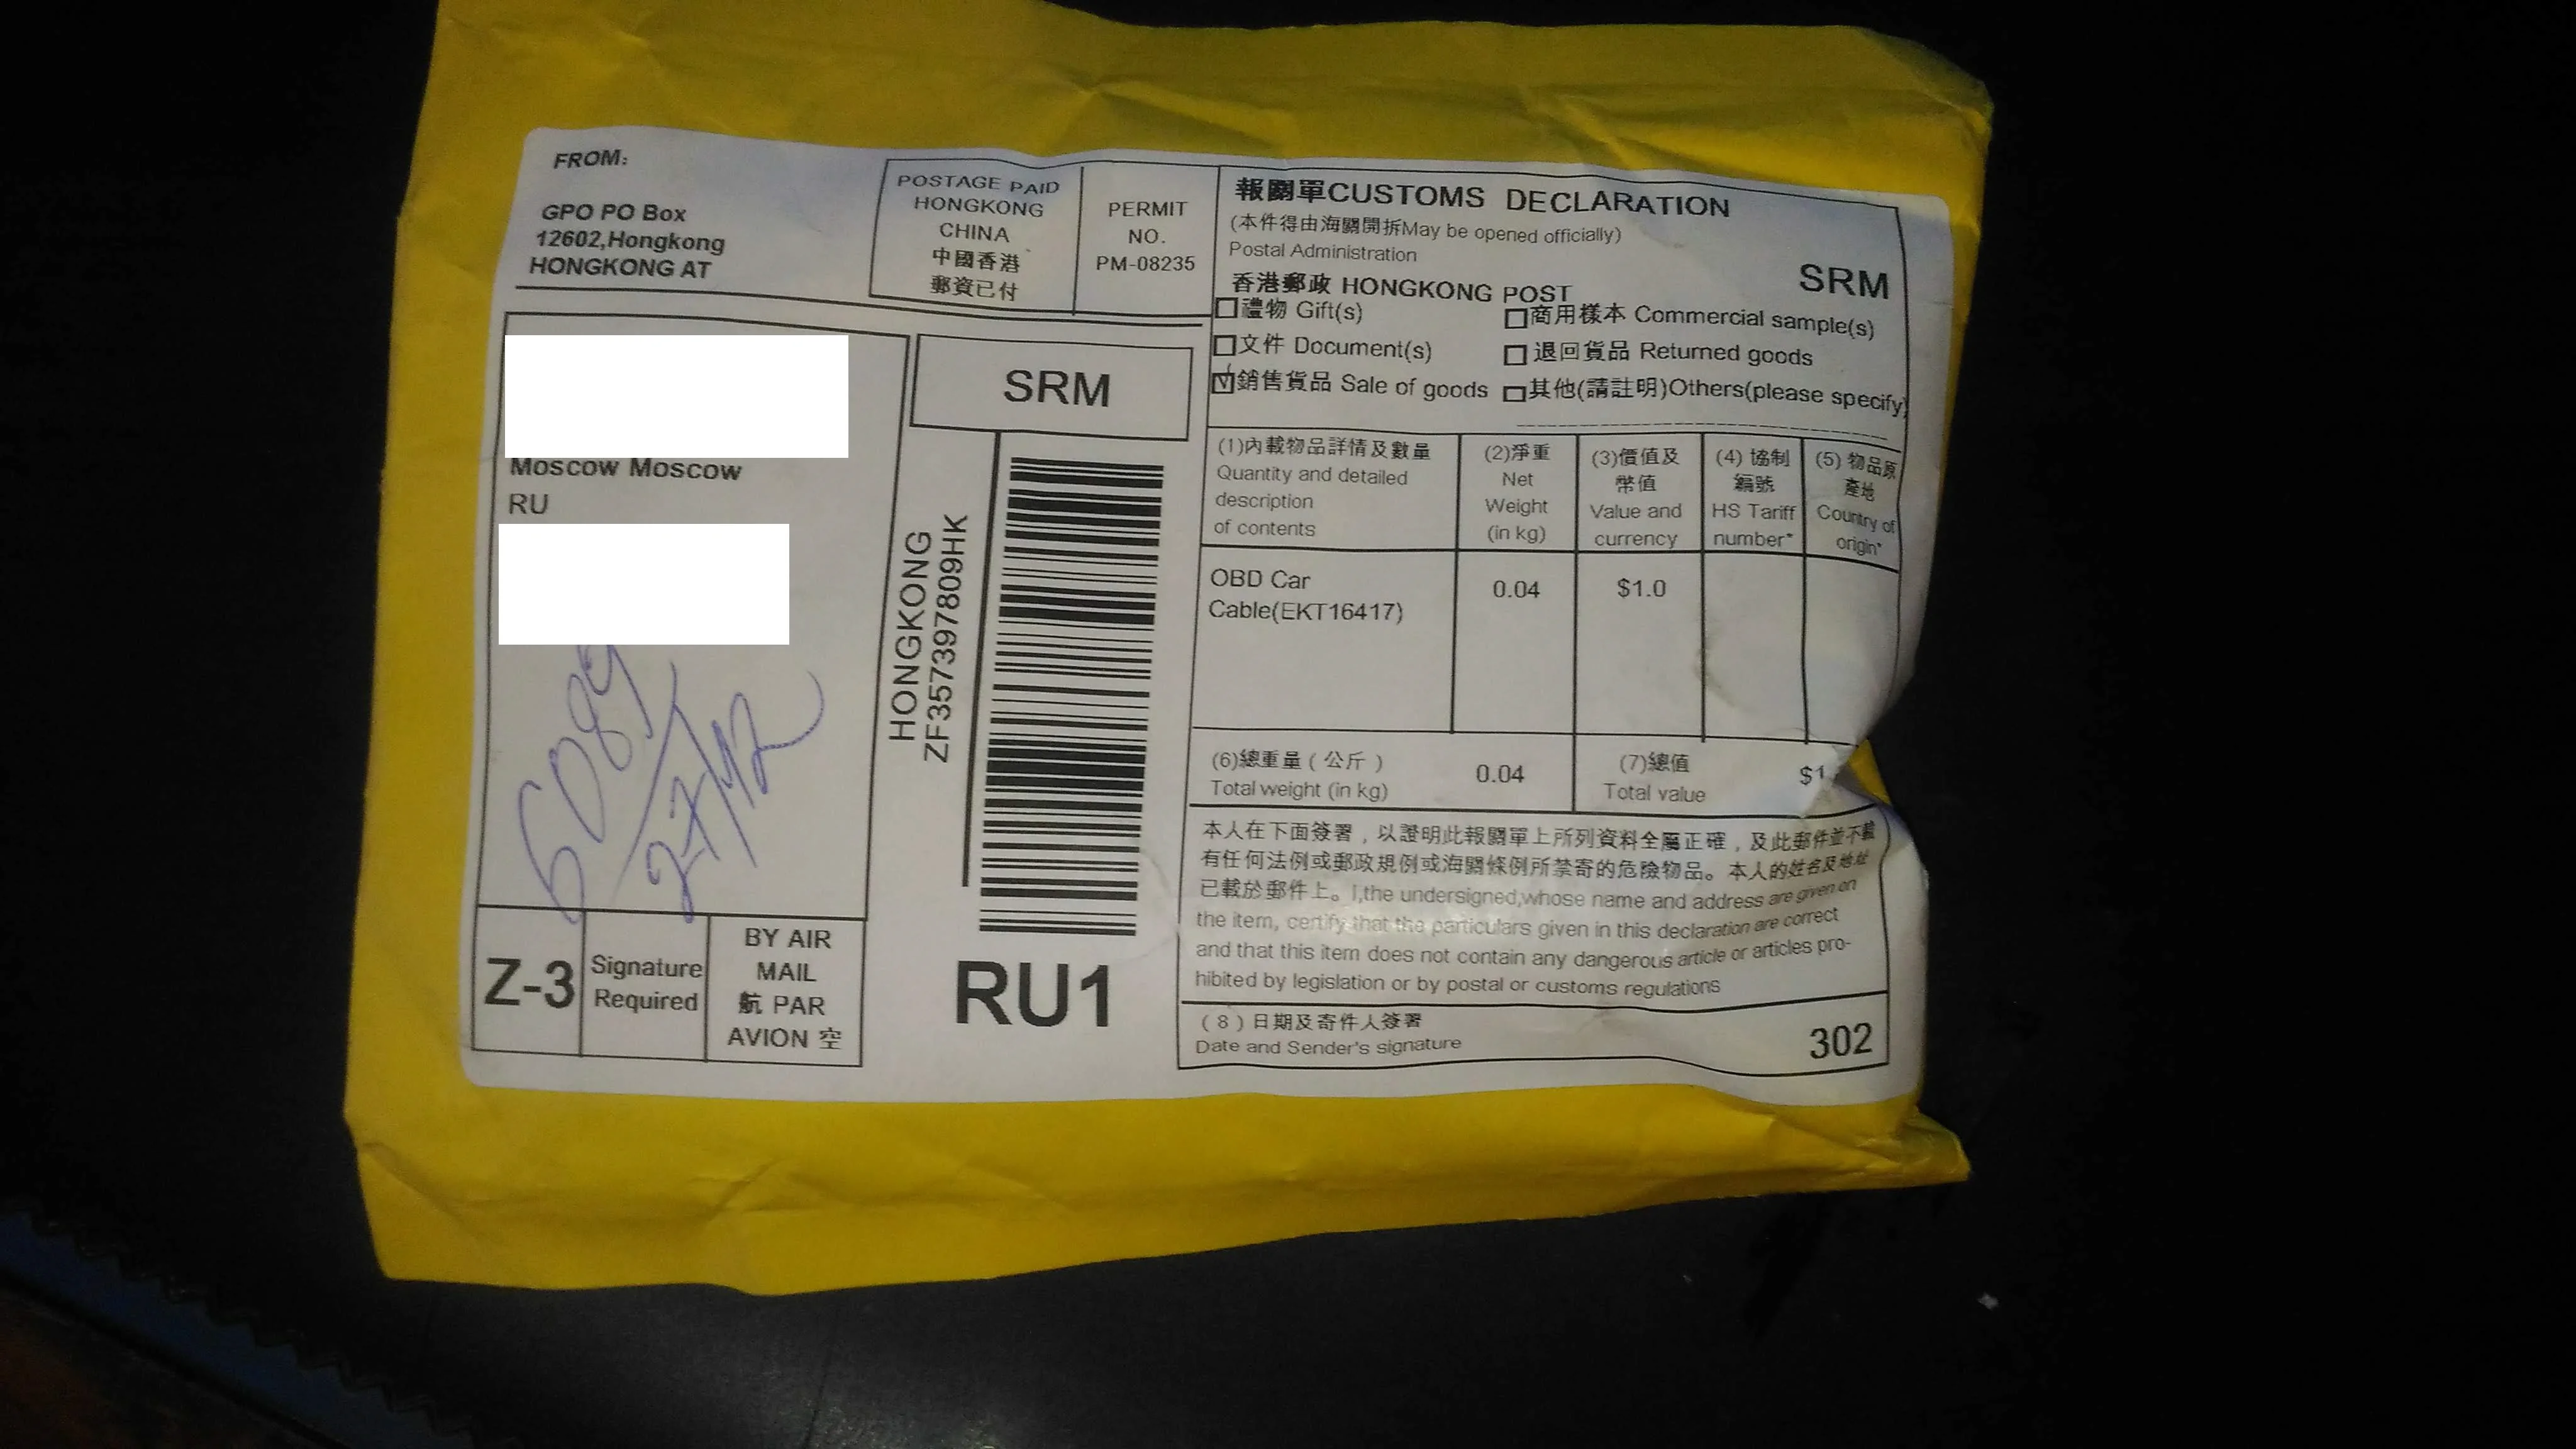 FROM:
GPO PO Box
12602,Hongkong
HONGKONG AT
POSTAGE PAID
HONGKONG
CHINA
中國香港
郵資已付
PERMIT
NO.
PM-08235
Moscow Moscow
RU
6089
27/12
Z-3
Signature
Required
BY AIR
MAIL
航 PAR
AVION 空
SRM
HONGKONG
ZF357397809HK
RU1
報關單CUSTOMS DECLARATION
(本件得由海關開拆May be opened officially)
Postal Administration
SRM
香港郵政 HONGKONG POST
禮物 Gift(s)
商用樣本 Commercial sample(s)
文件 Document(s)
退回貨品 Returned goods
銷售貨品 Sale of goods
其他(請註明)Others(please specify)
(1)內載物品詳情及數量
Quantity and detailed
description
of contents
(2)淨重
Net
Weight
(in kg)
(3)價值及
幣值
Value and
currency
(4) 協制
編號
HS Tariff
number*
(5) 物品原
產地
Country of
origin*
OBD Car
Cable(EKT16417)
0.04
$1.0
(6)總重量(公斤)
Total weight (in kg)
0.04
(7)總值
Total value
$1
本人在下面簽署，以證明此報關單上所列資料全屬正確，及此郵件並不載
有任何法例或郵政規例或海關條例所禁寄的危險物品。本人的姓名及地址
已載於郵件上。I,the undersigned,whose name and address are given on
the item, certify that the particulars given in this declaration are correct
and that this item does not contain any dangerous article or articles pro-
hibited by legislation or by postal or customs regulations
(8)日期及寄件人簽署
Date and Sender's signature
302